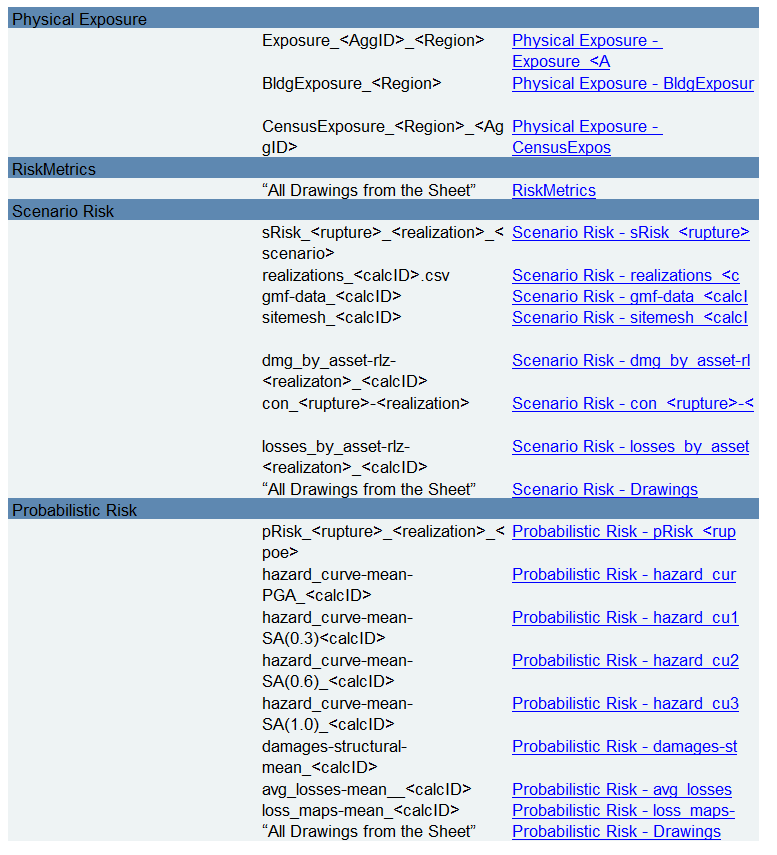 Physical Exposure
Exposure_<AggID>_<Region> Physical Exposure -
Exposure_<A
BldgExposure_<Region> Physical Exposure - BldgExposur
CensusExposure_<Region>_<Ag Physical Exposure -
gID> CensusExpos
RiskMetrics
“All Drawings from the Sheet” RiskMetrics
Scenario Risk
sRisk_<rupture>_<realization>_< Scenario Risk - sRisk_<rupture>
scenario>
realizations_<calcID>.csv Scenario Risk - realizations_<c
gmf-data_<calcID> Scenario Risk - gmf-data_<calcI
sitemesh_<calcID> Scenario Risk - sitemesh_<calcI
dmg_by_asset-rlz- Scenario Risk - dmg_by_asset-rl
<realizaton>_<calcID>
con_<rupture>-<realization> Scenario Risk - con_<rupture>-<
losses_by_asset-rlz- Scenario Risk - losses_by_asset
<realizaton>_<calcID>
“All Drawings from the Sheet” Scenario Risk - Drawings
Probabilistic Risk
pRisk_<rupture>_<realization>_< Probabilistic Risk - pRisk_<rup
poe>
hazard_curve-mean- Probabilistic Risk - hazard_cur
PGA_<calcID>
hazard_curve-mean- Probabilistic Risk - hazard_cu1
SA(0.3)<calcID>
hazard_curve-mean- Probabilistic Risk - hazard_cu2
SA(0.6)_<calcID>
hazard_curve-mean- Probabilistic Risk - hazard_cu3
SA(1.0)_<calcID>
damages-structural- Probabilistic Risk - damages-st
mean_<calcID>
avg_losses-mean__<calcID> Probabilistic Risk - avg_losses
loss_maps-mean_<calcID> Probabilistic Risk - loss_maps-
“All Drawings from the Sheet” Probabilistic Risk - Drawings